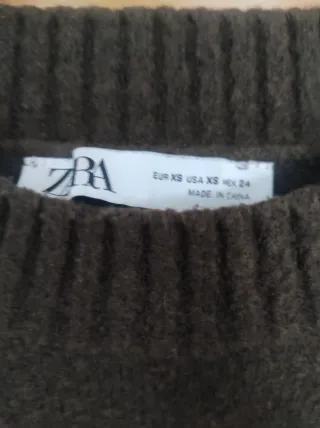 ZARA
EUR XS USA XS MEX 24
MADE IN CHINA